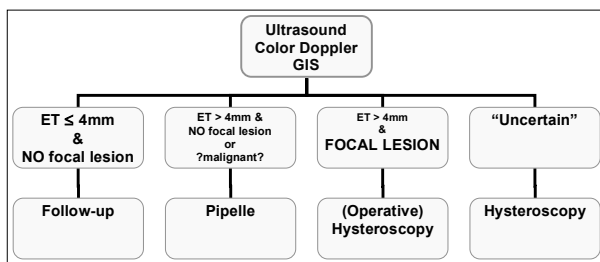 Ultrasound
Color Doppler
GIS
ET ≤ 4mm
&
NO focal lesion
ET > 4mm &
NO focal lesion
or
?malignant?
ET > 4mm
&
FOCAL LESION
“Uncertain”
Follow-up
Pipelle
(Operative)
Hysteroscopy
Hysteroscopy